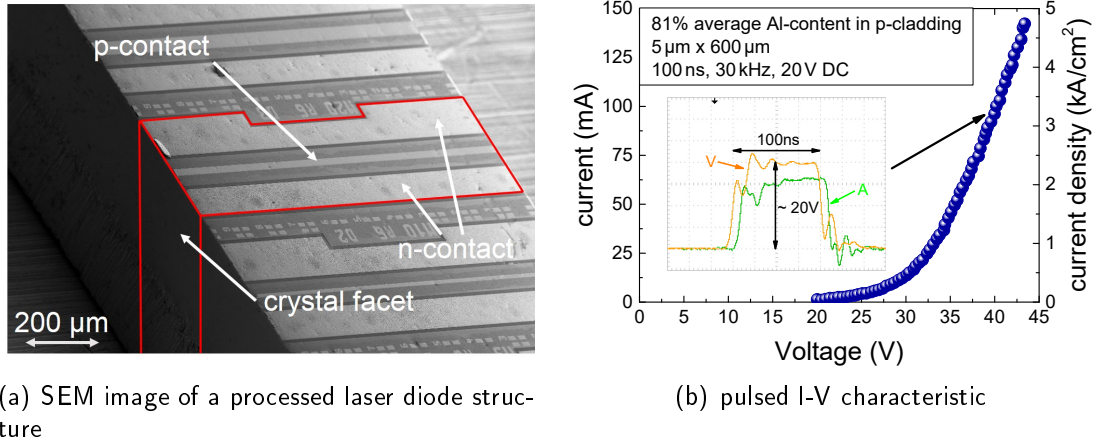 p-contact
n-contact
crystal facet
200 µm
(a) SEM image of a processed laser diode struc-
ture
81% average Al-content in p-cladding
5 µm x 600 µm
100 ns, 30 kHz, 20 V DC
100ns
V
A
~ 20V
current (mA)
150
125
100
75
50
25
0
0 5 10 15 20 25 30 35 40 45
Voltage (V)
5
4
3
2
1
0
current density (kA/cm²)
(b) pulsed I-V characteristic